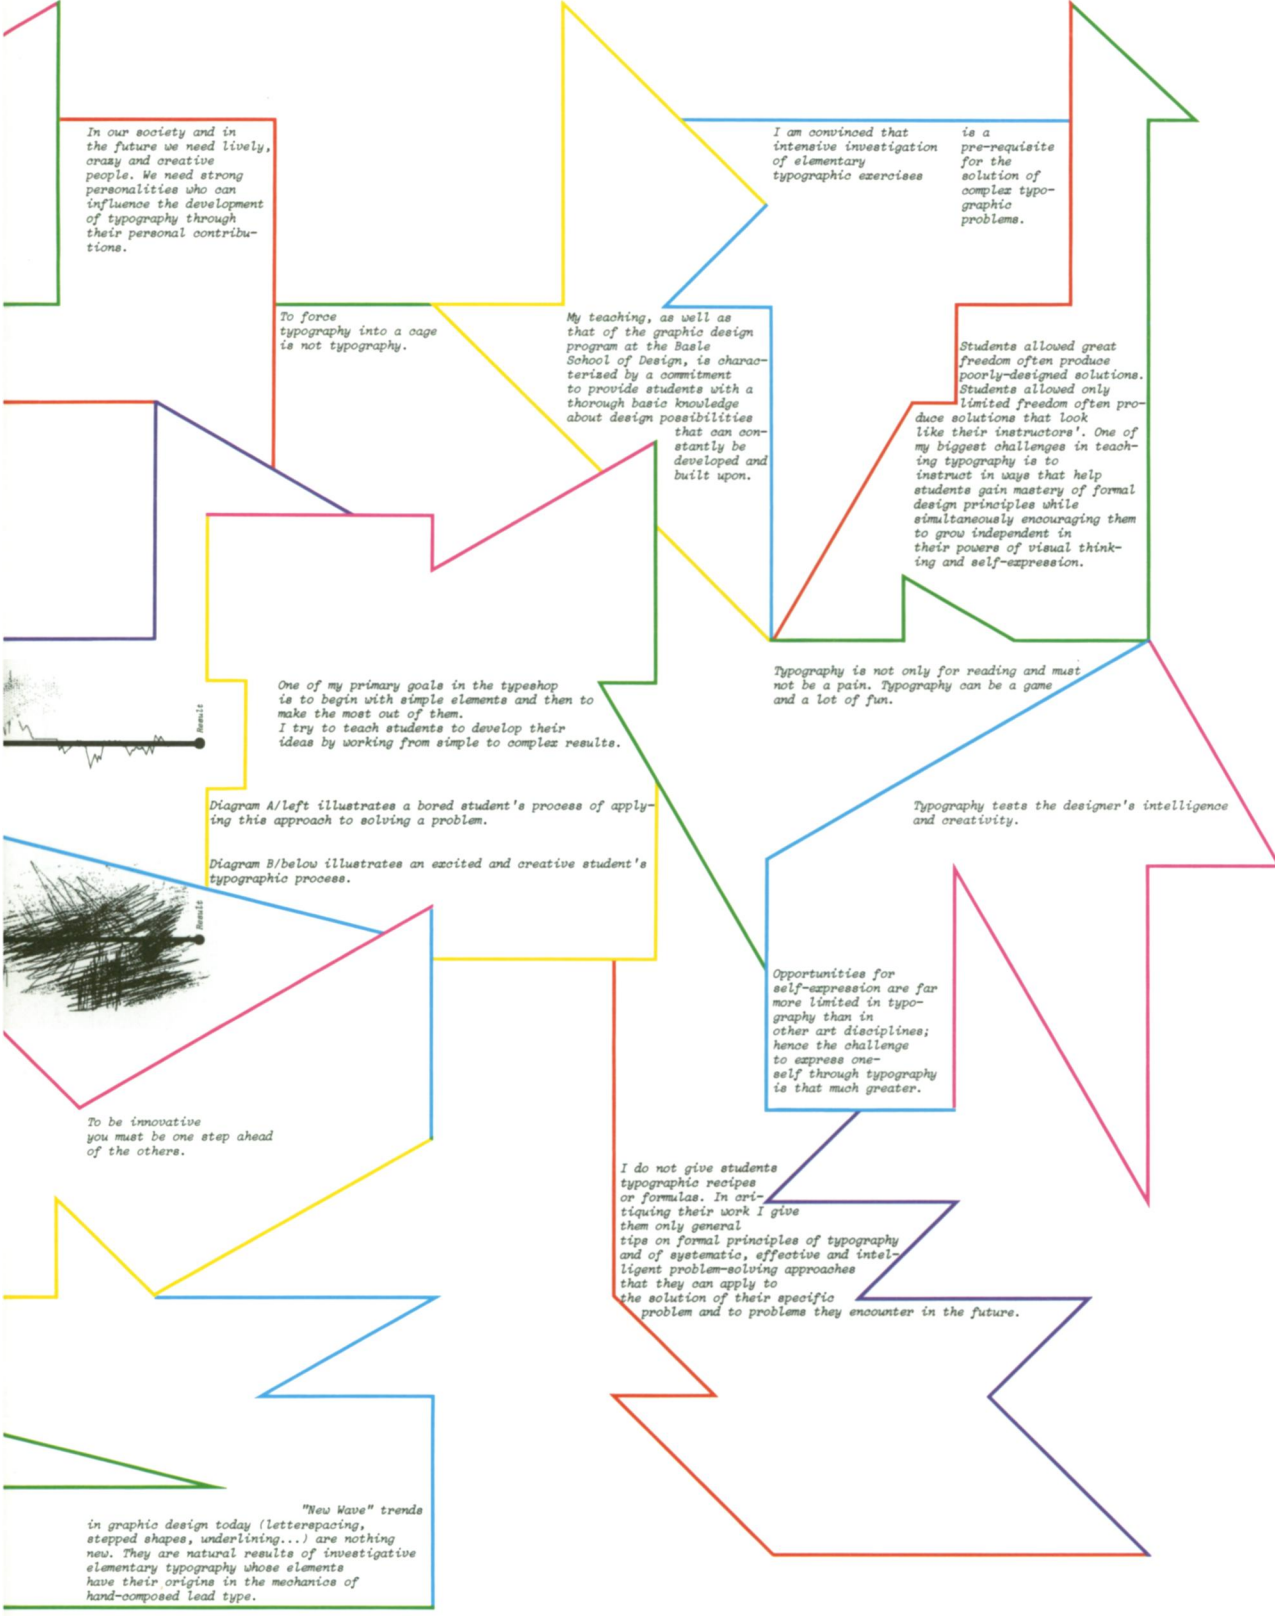 In our society and in
the future we need lively,
crazy and creative
people. We need strong
personalities who can
influence the development
of typography through
their personal contribu-
tions.
I am convinced that
intensive investigation
of elementary
typographic exercises
is a
pre-requisite
for the
solution of
complex typo-
graphic
problems.
To force
typography into a cage
is not typography.
My teaching, as well as
that of the graphic design
program at the Basle
School of Design, is charac-
terized by a commitment
to provide students with a
thorough basic knowledge
about design possibilities
that can con-
stantly be
developed and
built upon.
Students allowed great
freedom often produce
poorly-designed solutions.
Students allowed only
limited freedom often pro-
duce solutions that look
like their instructors'. One of
my biggest challenges in teach-
ing typography is to
instruct in ways that help
students gain mastery of formal
design principles while
simultaneously encouraging them
to grow independent in
their powers of visual think-
ing and self-expression.
One of my primary goals in the typeshop
is to begin with simple elements and then to
make the most out of them.
I try to teach students to develop their
ideas by working from simple to complex results.
Typography is not only for reading and must
not be a pain. Typography can be a game
and a lot of fun.
Result
Diagram A/left illustrates a bored student's process of apply-
ing this approach to solving a problem.
Diagram B/below illustrates an excited and creative student's
typographic process.
Typography tests the designer's intelligence
and creativity.
Result
Opportunities for
self-expression are far
more limited in typo-
graphy than in
other art disciplines;
hence the challenge
to express one-
self through typography
is that much greater.
To be innovative
you must be one step ahead
of the others.
I do not give students
typographic recipes
or formulas. In cri-
tiquing their work I give
them only general
tips on formal principles of typography
and of systematic, effective and intel-
ligent problem-solving approaches
that they can apply to
the solution of their specific
problem and to problems they encounter in the future.
"New Wave" trends
in graphic design today (letterspacing,
stepped shapes, underlining...) are nothing
new. They are natural results of investigative
elementary typography whose elements
have their origins in the mechanics of
hand-composed lead type.